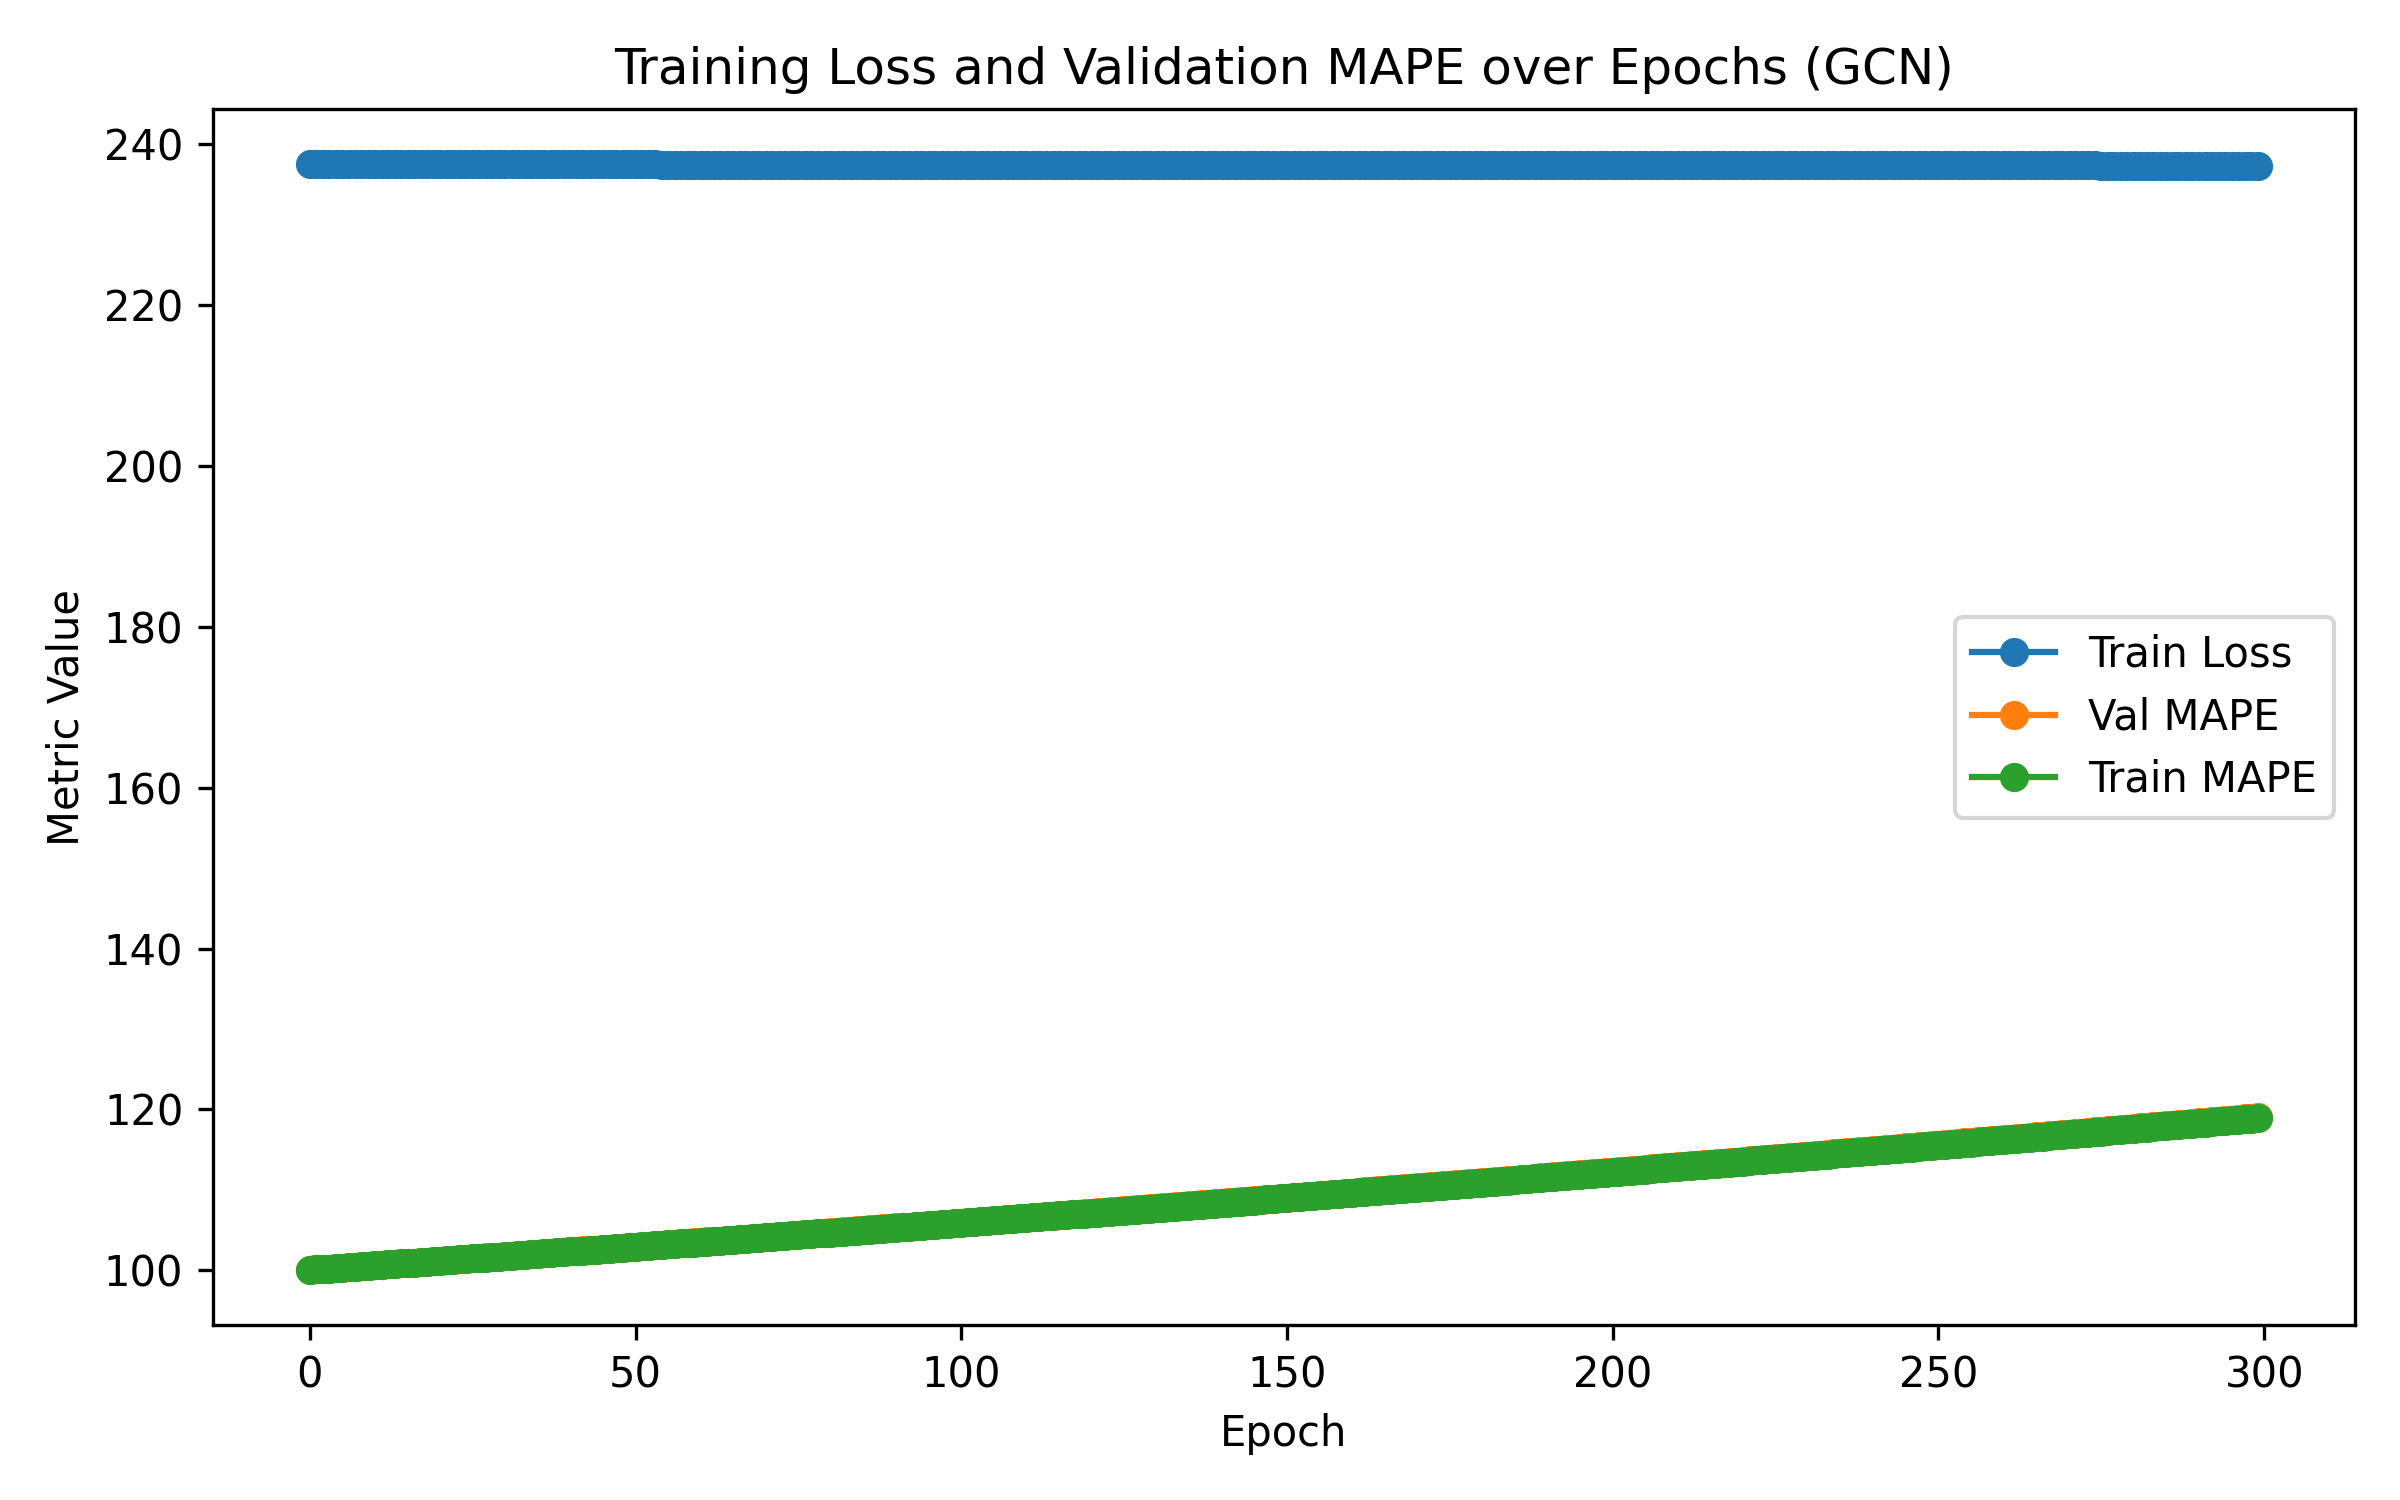 Training Loss and Validation MAPE over Epochs (GCN)
240
220
200
180
160
140
120
100
Metric Value
Train Loss
Val MAPE
Train MAPE
0 50 100 150 200 250 300
Epoch